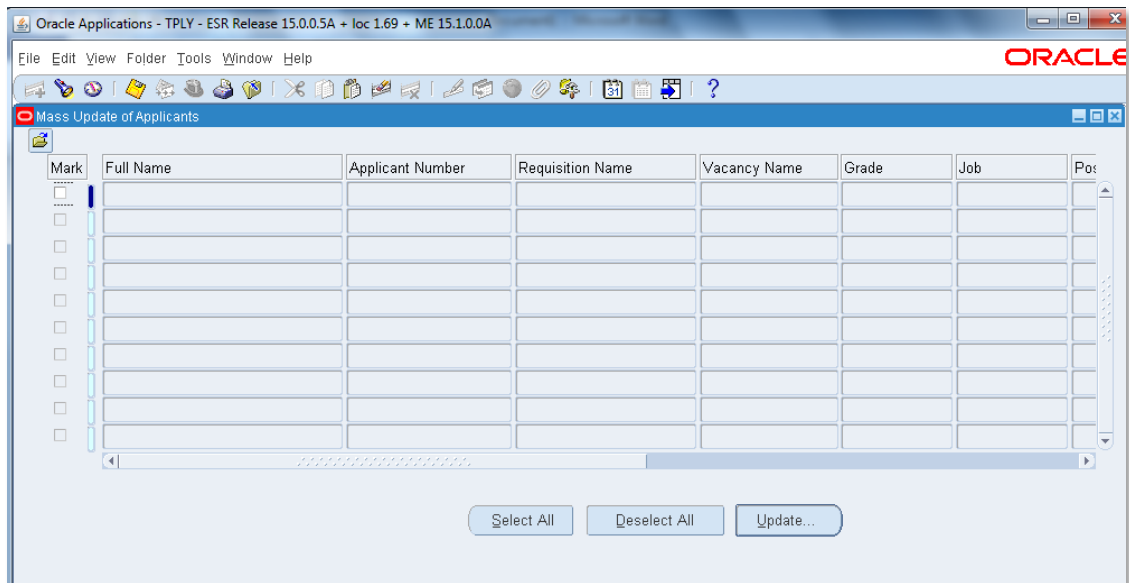 Oracle Applications - TPLY - ESR Release 15.0.0.5A + loc 1.69 + ME 15.1.0.0A
File Edit View Folder Tools Window Help
ORACLE
31
?
Mass Update of Applicants
Mark Full Name Applicant Number Requisition Name Vacancy Name Grade Job Pos
Select All Deselect All Update...